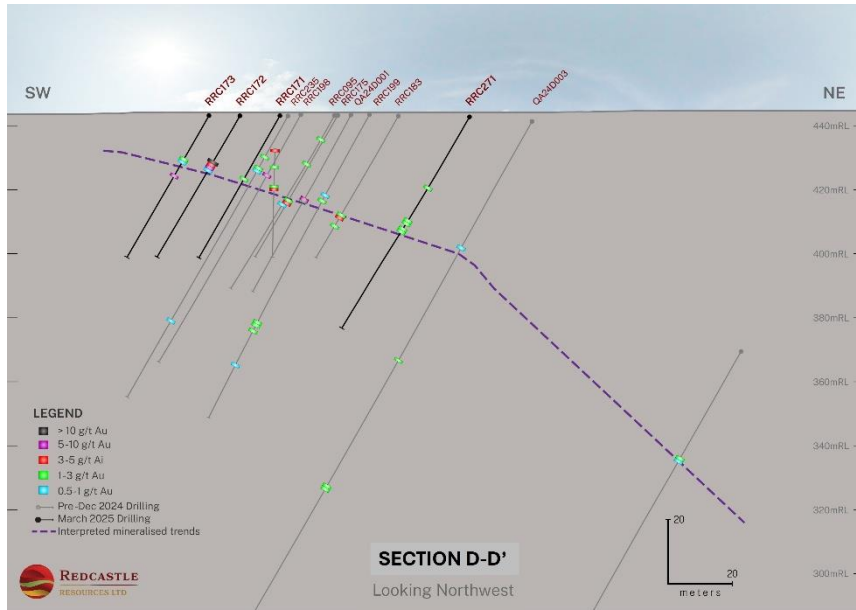 SW
NE
RRC173
RRC172
RRC171
RRC235
RRC198
RRC095
RRC175
QA24D001
RRC199
RRC183
RRC271
QA24D003
440mRL
420mRL
400mRL
380mRL
360mRL
340mRL
320mRL
300mRL
LEGEND
> 10 g/t Au
5-10 g/t Au
3-5 g/t Ai
1-3 g/t Au
0.5-1 g/t Au
Pre-Dec 2024 Drilling
March 2025 Drilling
Interpreted mineralised trends
REDCASTLE
RESOURCES LTD
SECTION D-D'
Looking Northwest
20
20
meters